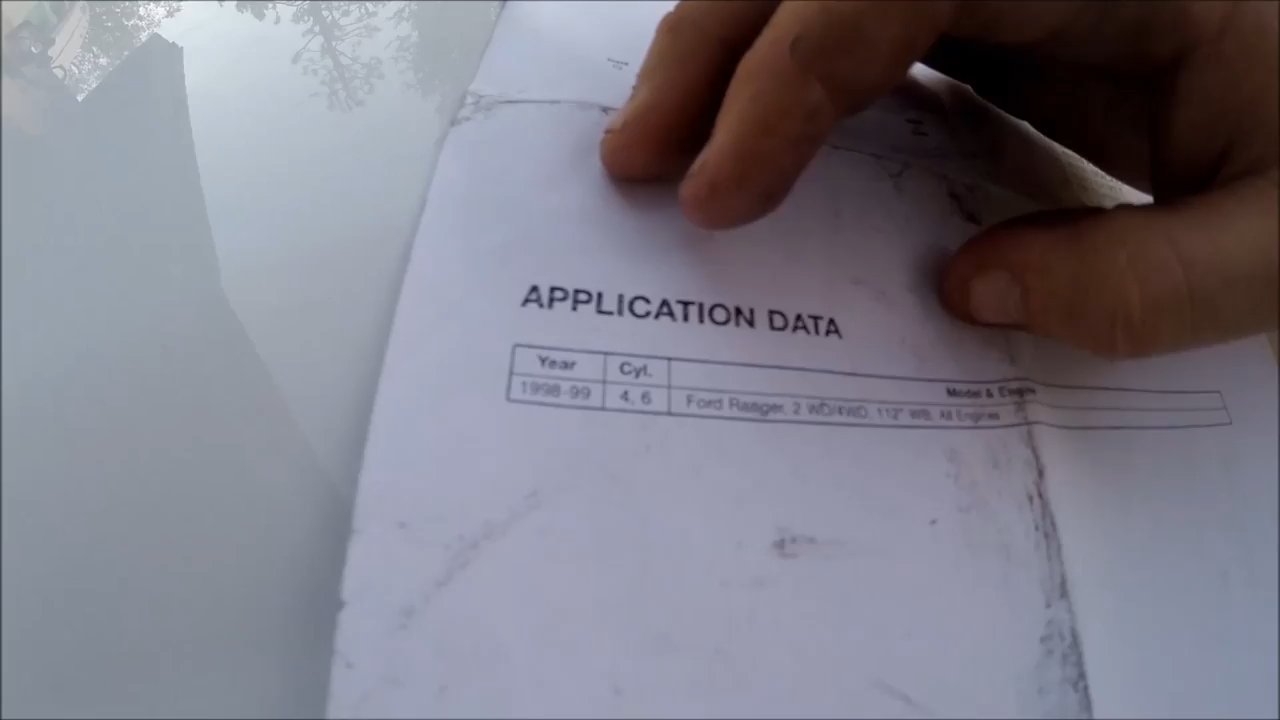 APPLICATION DATA
Year Cyl. Model & Engine
1998-99 4, 6 Ford Ranger, 2 WD/4WD, 112" WB, All Engines